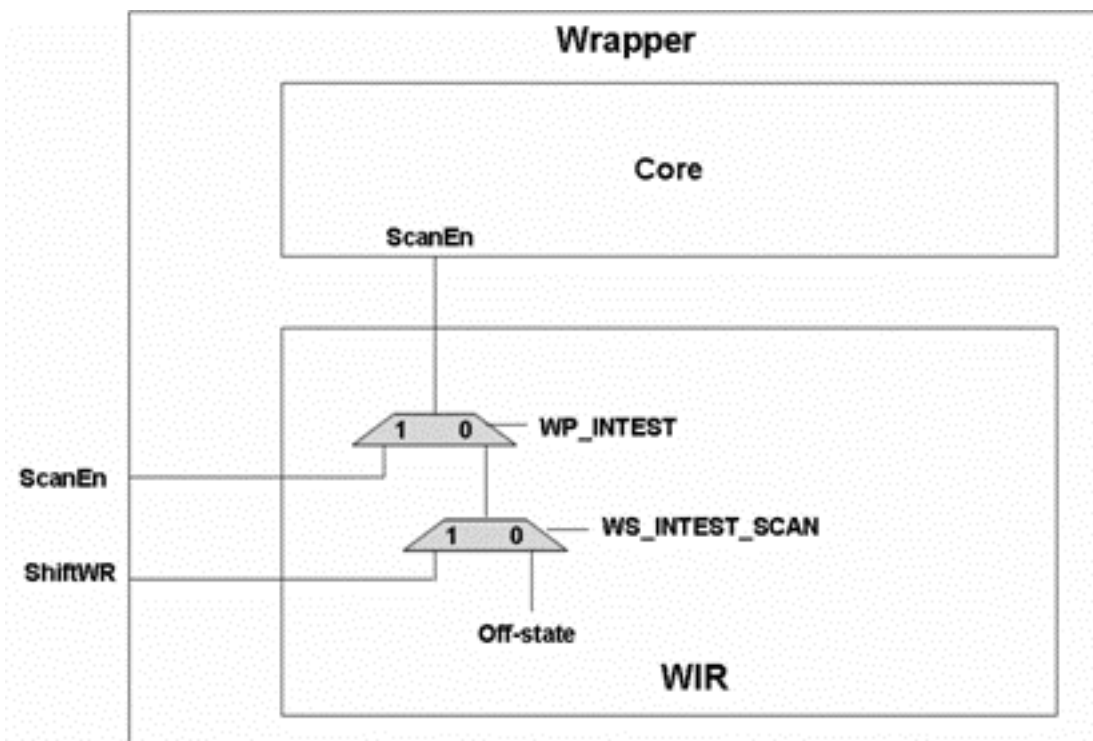 Wrapper
Core
ScanEn
1 0
WP_INTEST
ScanEn
1 0
WS_INTEST_SCAN
ShiftWR
Off-state
WIR